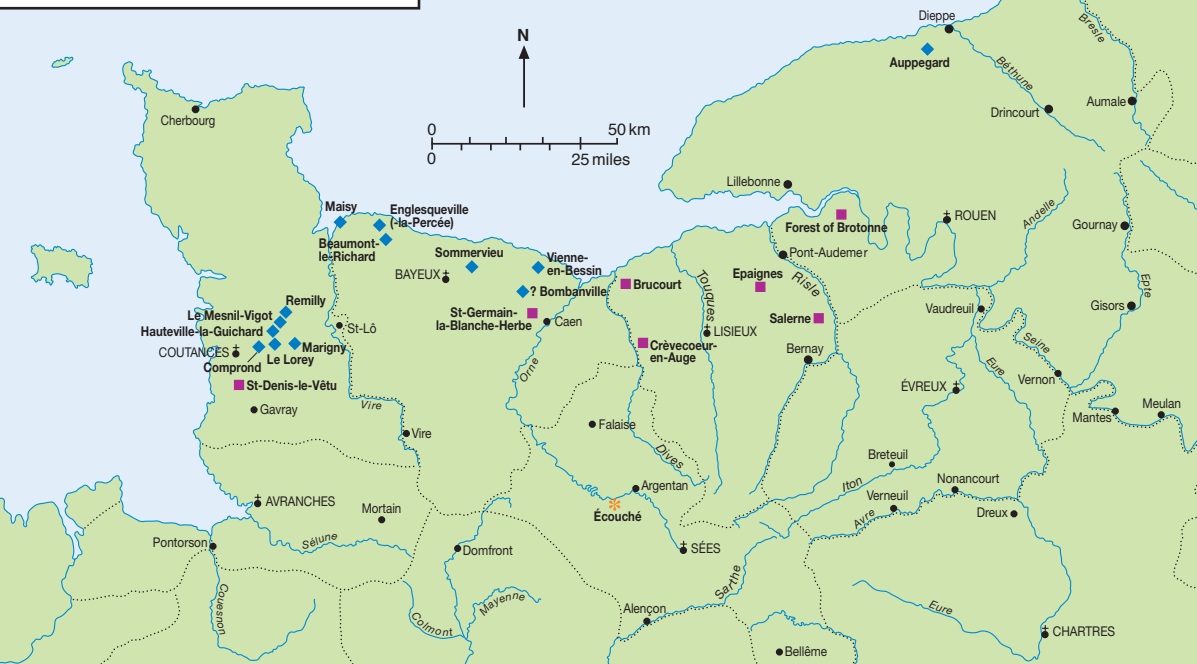 Dieppe
Auppegard
Béthune
Bresle
Drincourt
Aumale
N
Cherbourg
0 50 km
0 25 miles
Lillebonne
Maisy
Englesqueville
(-la-Percée)
Beaumont-
le-Richard
Forest of Brotonne
ROUEN
Andelle
Gournay
Sommervieu
Vienne-
en-Bessin
BAYEUX
? Bombanville
Pont-Audemer
Epaignes
Risle
Touques
Brucourt
Epte
Remilly
Le Mesnil-Vigot
Hauteville-la-Guichard
St-Lô
St-Germain-
la-Blanche-Herbe
Caen
LISIEUX
Salerne
Vaudreuil
Gisors
COUTANCES
Comprond
Le Lorey
Marigny
Crèvecoeur-
en-Auge
Bernay
Seine
St-Denis-le-Vêtu
Orne
Eure
Vernon
ÉVREUX
Gavray
Vire
Vire
Falaise
Mantes
Meulan
Dives
Breteuil
Iton
Argentan
Verneuil
Nonancourt
AVRANCHES
Mortain
Écouché
Avre
Dreux
Pontorson
Sélune
Domfront
SÉES
Couesnon
Colmont
Mayenne
Sarthe
Alençon
Eure
CHARTRES
Bellême